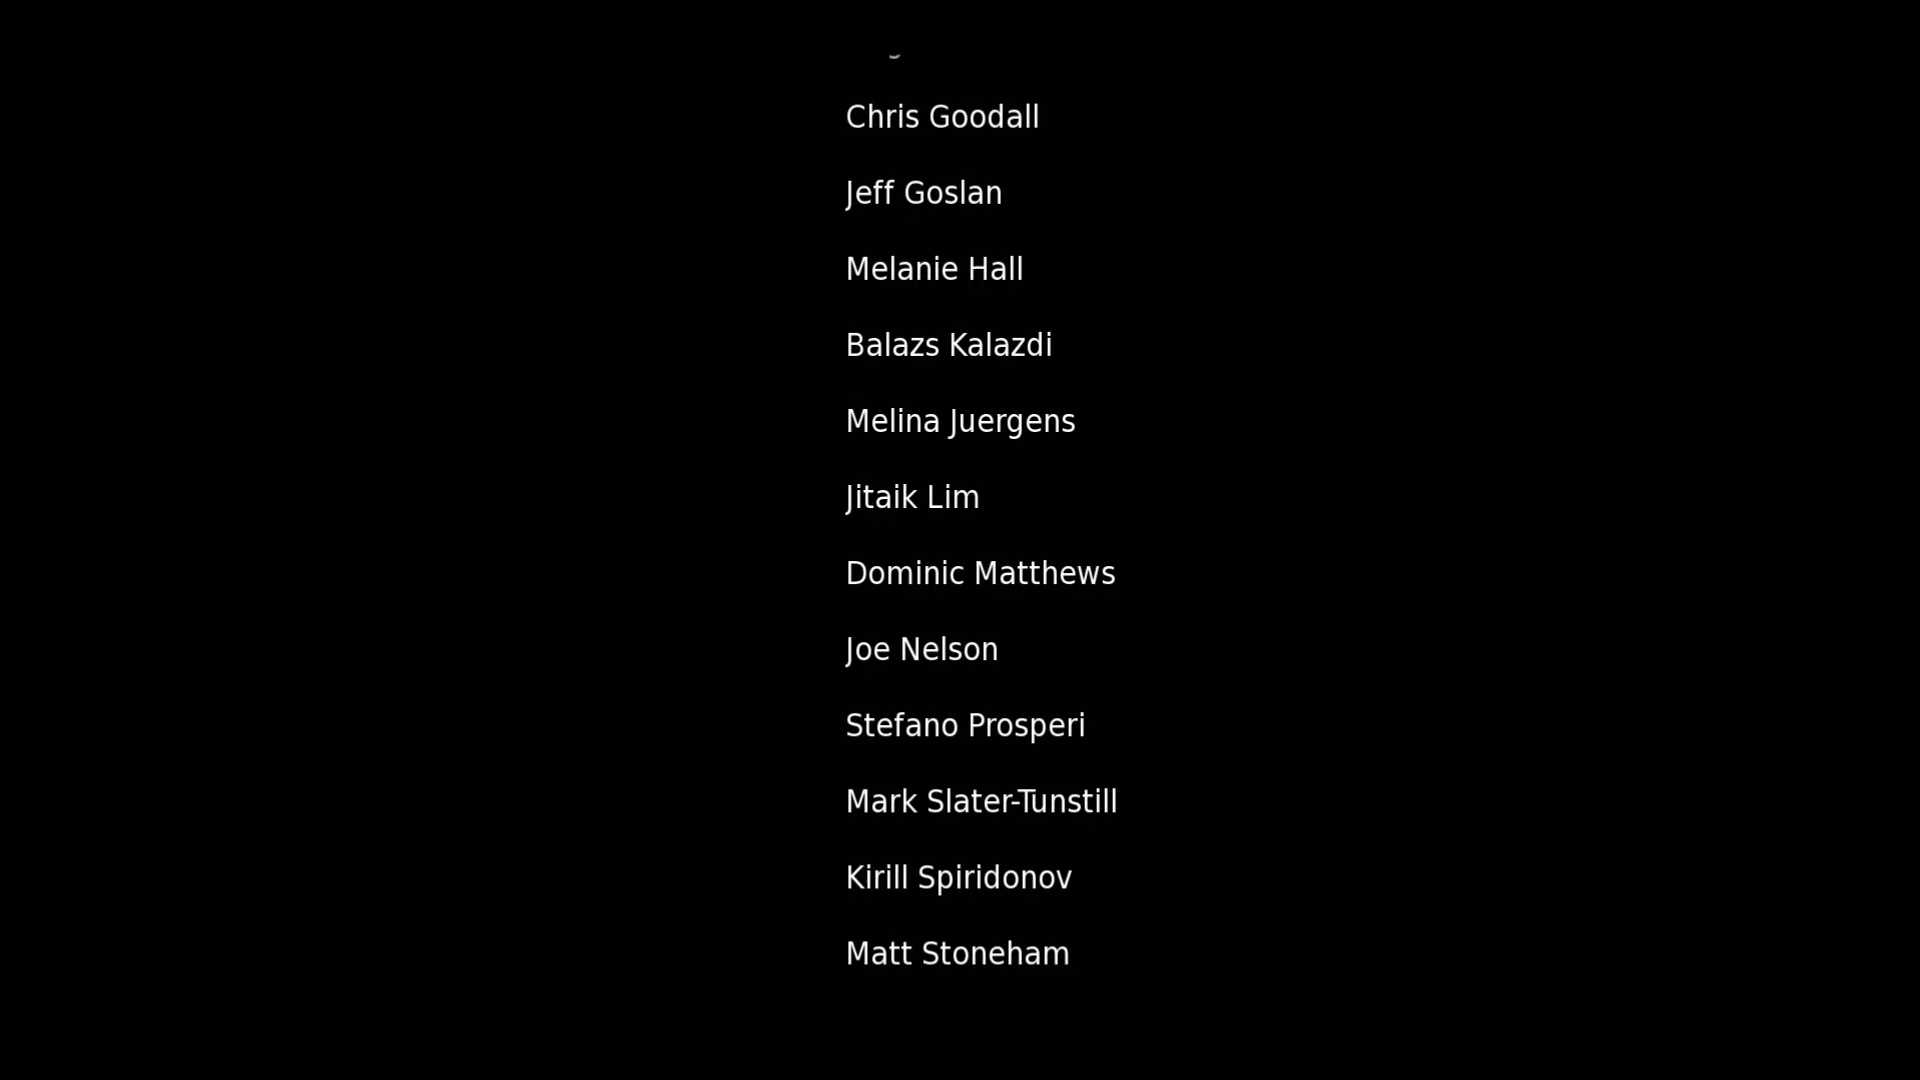 Chris Goodall
Jeff Goslan
Melanie Hall
Balazs Kalazdi
Melina Juergens
Jitaik Lim
Dominic Matthews
Joe Nelson
Stefano Prosperi
Mark Slater-Tunstill
Kirill Spiridonov
Matt Stoneham